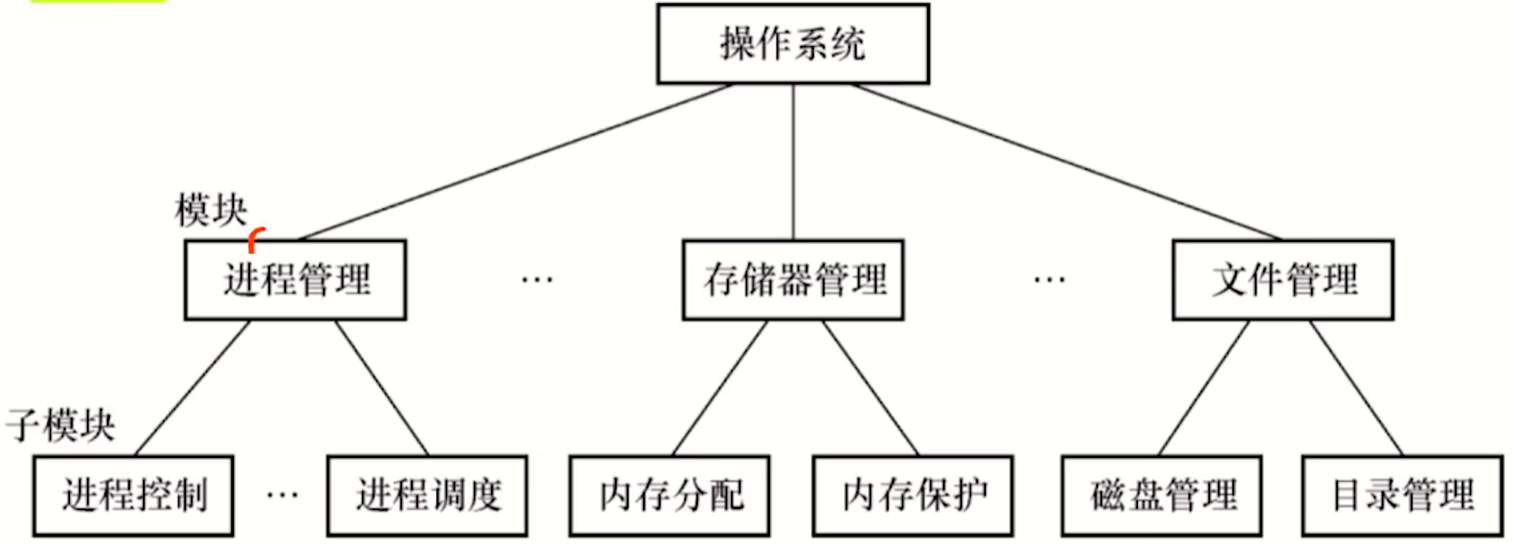 操作系统
模块
进程管理 … 存储器管理 … 文件管理
子模块
进程控制 … 进程调度 内存分配 内存保护 磁盘管理 目录管理